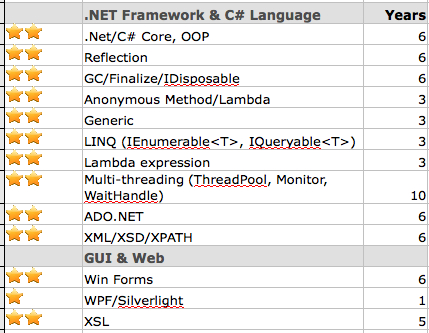 .NET Framework & C# Language Years
.Net/C# Core, OOP 6
Reflection 6
GC/Finalize/IDisposable 6
Anonymous Method/Lambda 3
Generic 3
LINQ (IEnumerable<T>, IQueryable<T>) 3
Lambda expression 3
Multi-threading (ThreadPool, Monitor,
WaitHandle) 10
ADO.NET 6
XML/XSD/XPATH 6
GUI & Web
Win Forms 6
WPF/Silverlight 1
XSL 5